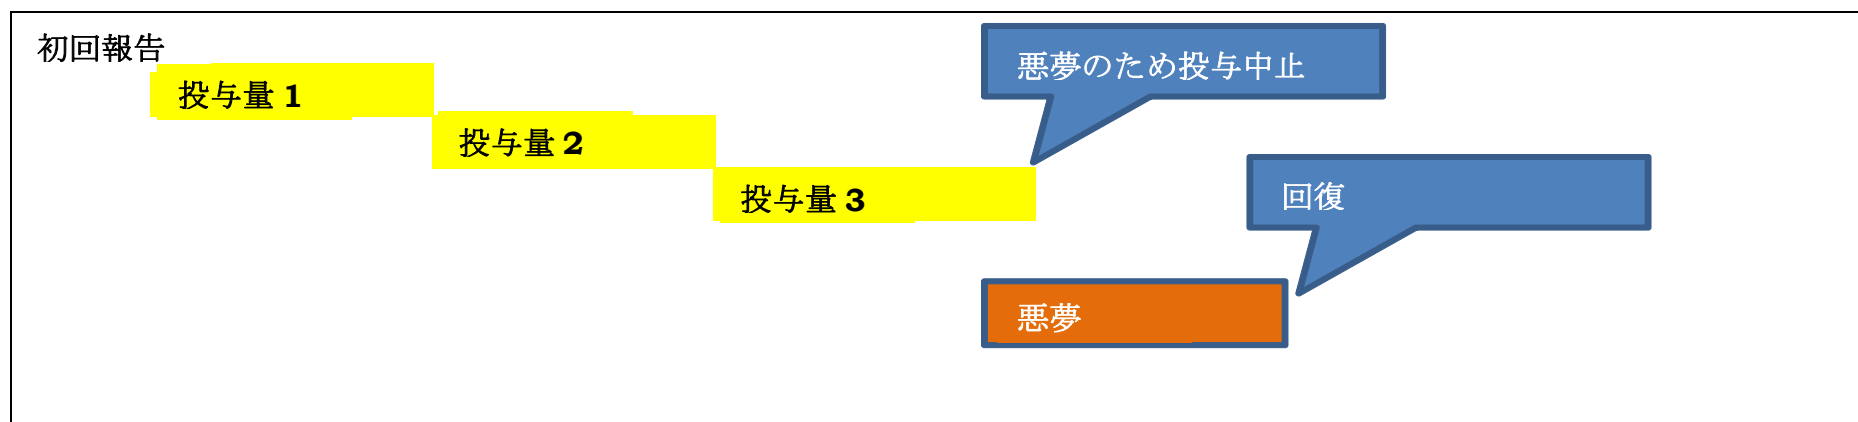 初回報告
悪夢のため投与中止
投与量 1
投与量 2
投与量 3
回復
悪夢